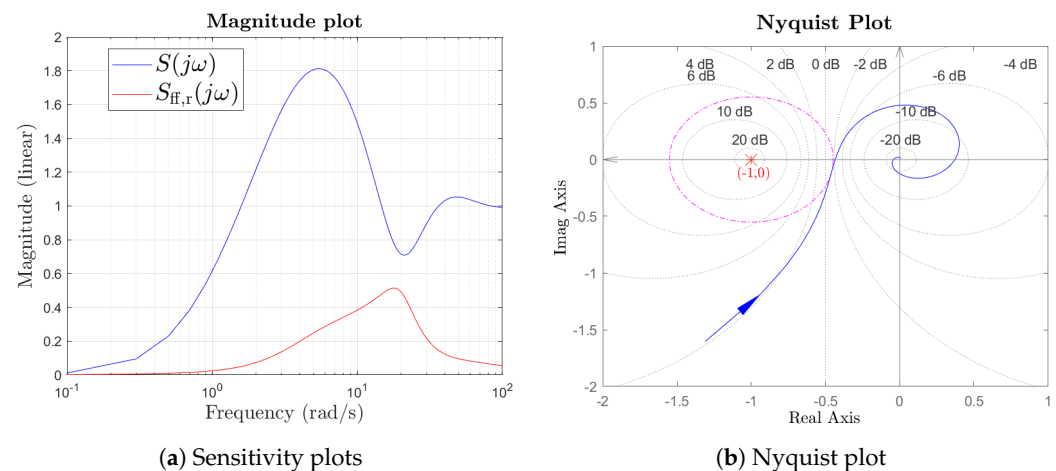 Magnitude plot
2
1.8
1.6
1.4
1.2
1
0.8
0.6
0.4
0.2
0
Magnitude (linear)
S(jω)
S_ff,r(jω)
10^-1
10^0
10^1
10^2
Frequency (rad/s)
(a) Sensitivity plots
Nyquist Plot
1
0.5
0
-0.5
-1
-1.5
-2
Imag Axis
4 dB
2 dB
0 dB
-2 dB
-4 dB
6 dB
-6 dB
10 dB
-10 dB
20 dB
-20 dB
(-1,0)
-2
-1.5
-1
-0.5
0
0.5
1
Real Axis
(b) Nyquist plot